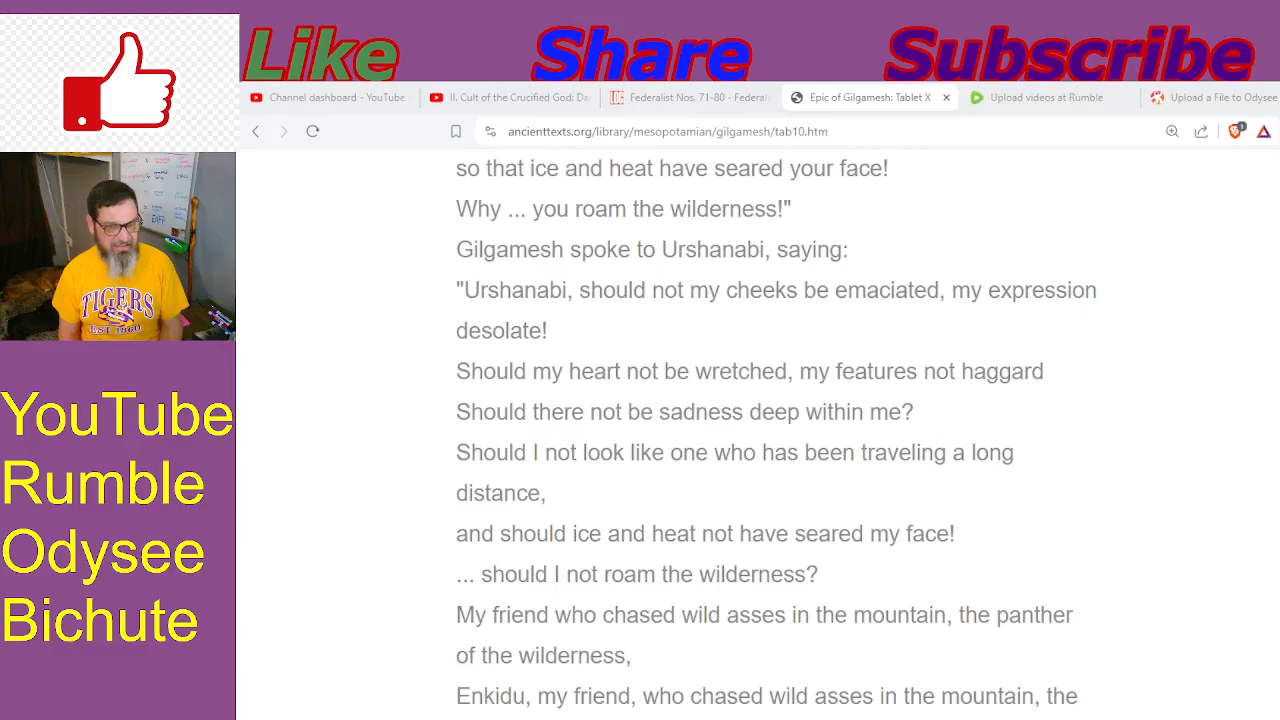 Like Share Subscribe
Channel dashboard - YouTube
II. Cult of the Crucified God: Da
Federalist Nos. 71-80 - Federal
Epic of Gilgamesh: Tablet X
Upload videos at Rumble
Upload a File to Odysee
ancienttexts.org/library/mesopotamian/gilgamesh/tab10.htm
1
so that ice and heat have seared your face!
Why ... you roam the wilderness!"
Gilgamesh spoke to Urshanabi, saying:
"Urshanabi, should not my cheeks be emaciated, my expression
desolate!
Should my heart not be wretched, my features not haggard
Should there not be sadness deep within me?
Should I not look like one who has been traveling a long
distance,
and should ice and heat not have seared my face!
... should I not roam the wilderness?
My friend who chased wild asses in the mountain, the panther
of the wilderness,
Enkidu, my friend, who chased wild asses in the mountain, the
TIGERS
EST 1860
YouTube
Rumble
Odysee
Bichute